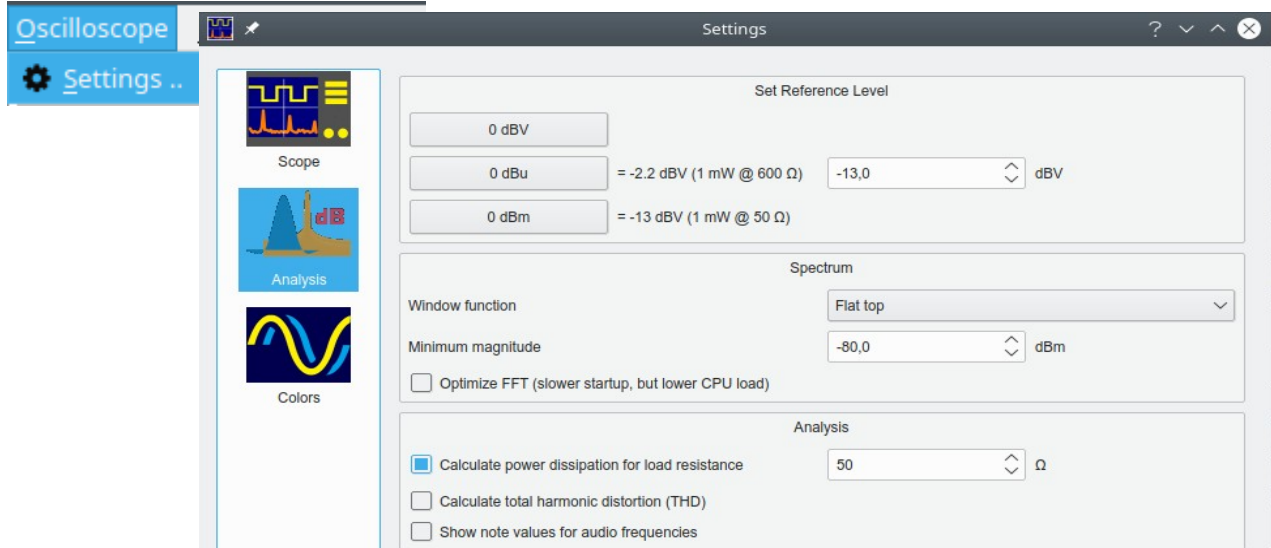 Oscilloscope
Settings ..
Settings
?
Scope
Analysis
dB
Colors
Set Reference Level
0 dBV
0 dBu = -2.2 dBV (1 mW @ 600 Ω) -13,0 dBV
0 dBm = -13 dBV (1 mW @ 50 Ω)
Spectrum
Window function Flat top
Minimum magnitude -80,0 dBm
Optimize FFT (slower startup, but lower CPU load)
Analysis
Calculate power dissipation for load resistance 50 Ω
Calculate total harmonic distortion (THD)
Show note values for audio frequencies